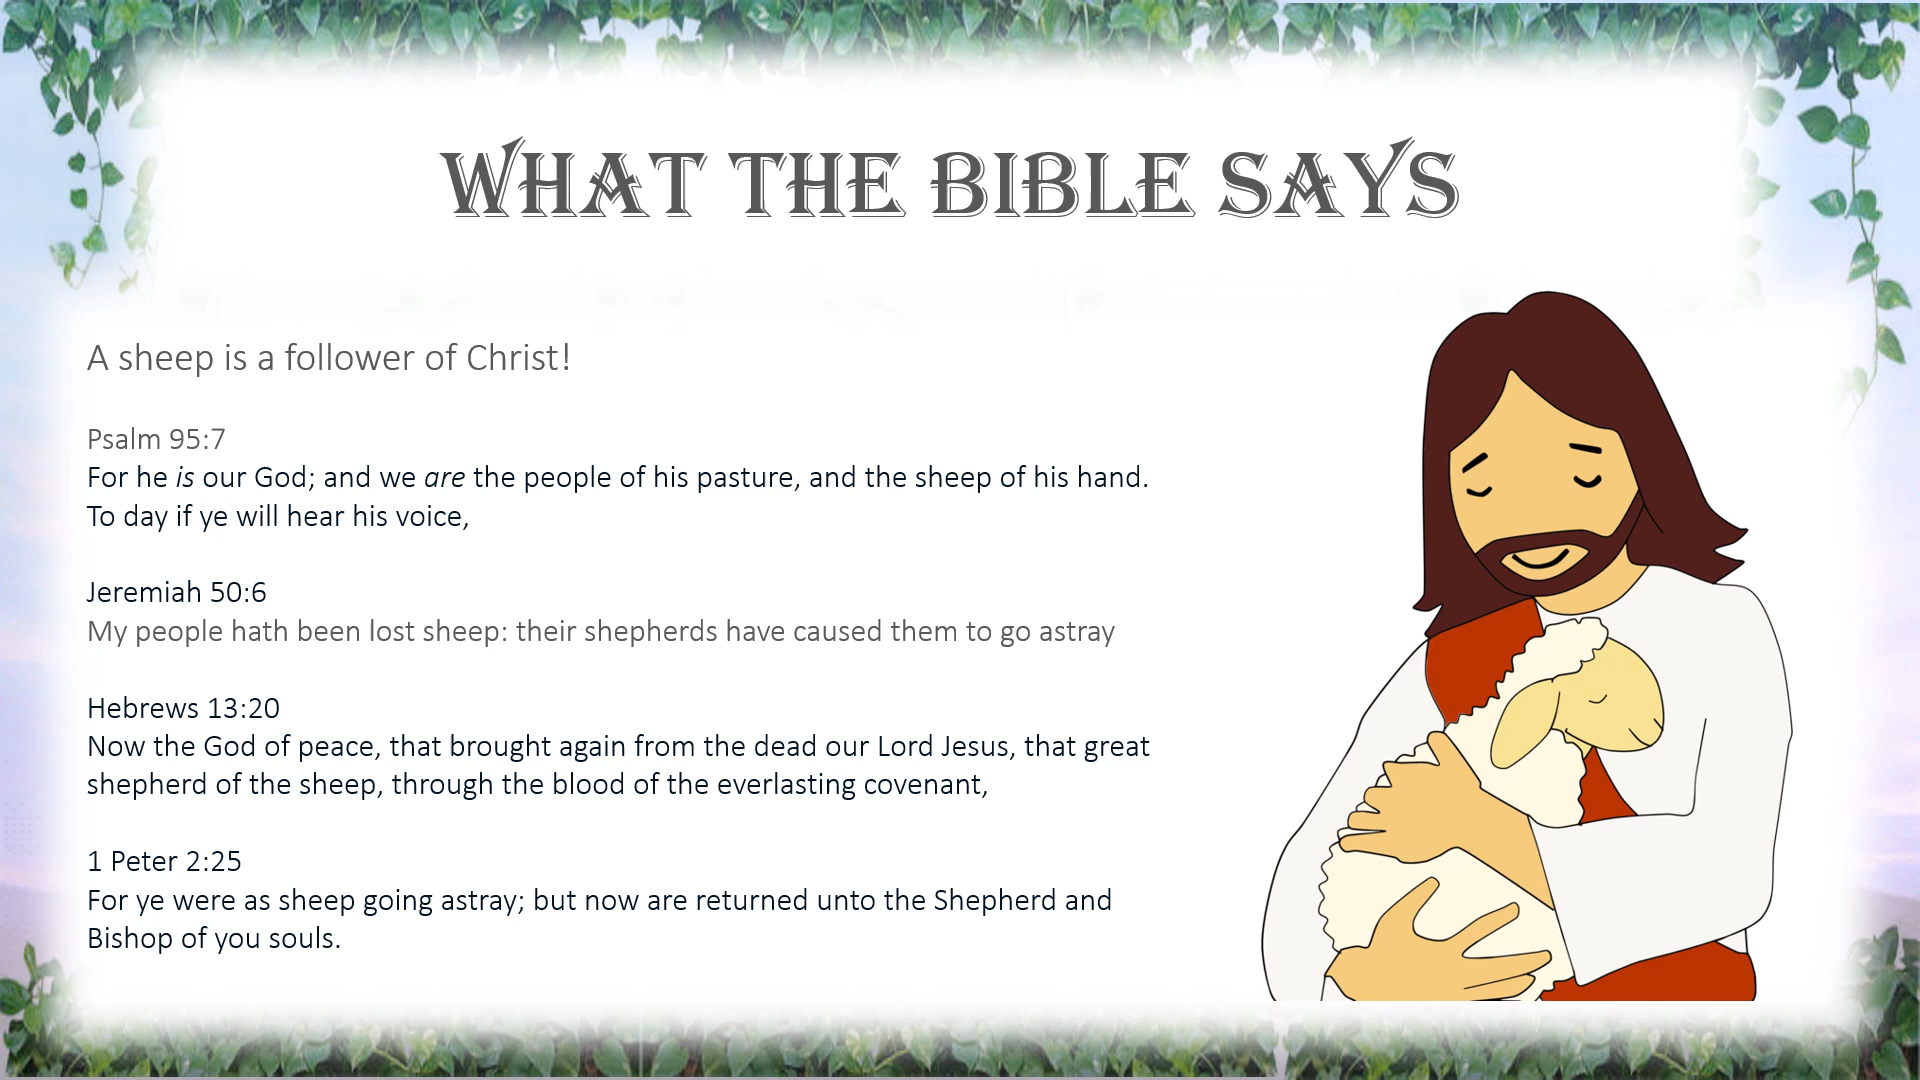 WHAT THE BIBLE SAYS
A sheep is a follower of Christ!
Psalm 95:7
For he is our God; and we are the people of his pasture, and the sheep of his hand.
To day if ye will hear his voice,
Jeremiah 50:6
My people hath been lost sheep: their shepherds have caused them to go astray
Hebrews 13:20
Now the God of peace, that brought again from the dead our Lord Jesus, that great
shepherd of the sheep, through the blood of the everlasting covenant,
1 Peter 2:25
For ye were as sheep going astray; but now are returned unto the Shepherd and
Bishop of you souls.